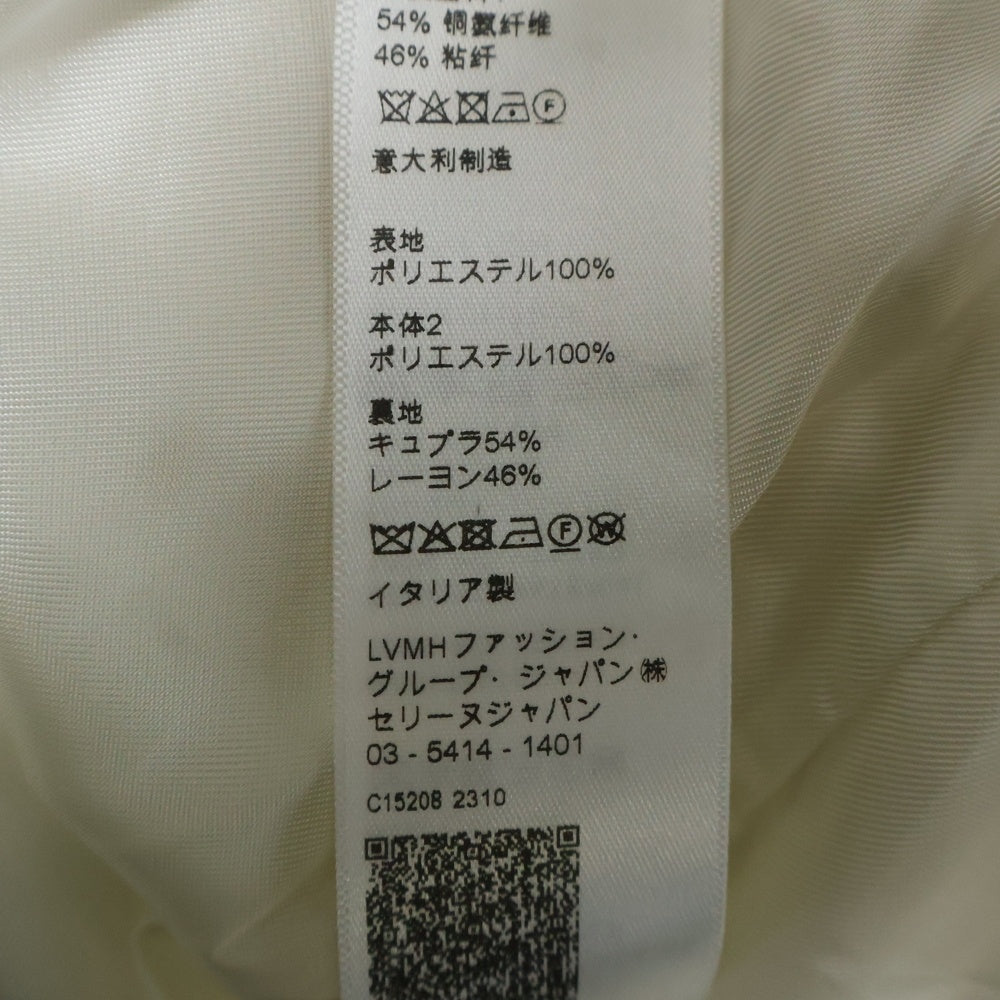 54% 铜氨纤维
46% 粘纤
F
意大利制造
表地
ポリエステル100%
本体2
ポリエステル100%
裏地
キュプラ54%
レーヨン46%
F W
イタリア製
LVMHファッション·
グループ· ジャパン㈱
セリーヌジャパン
03 - 5414 - 1401
C15208 2310